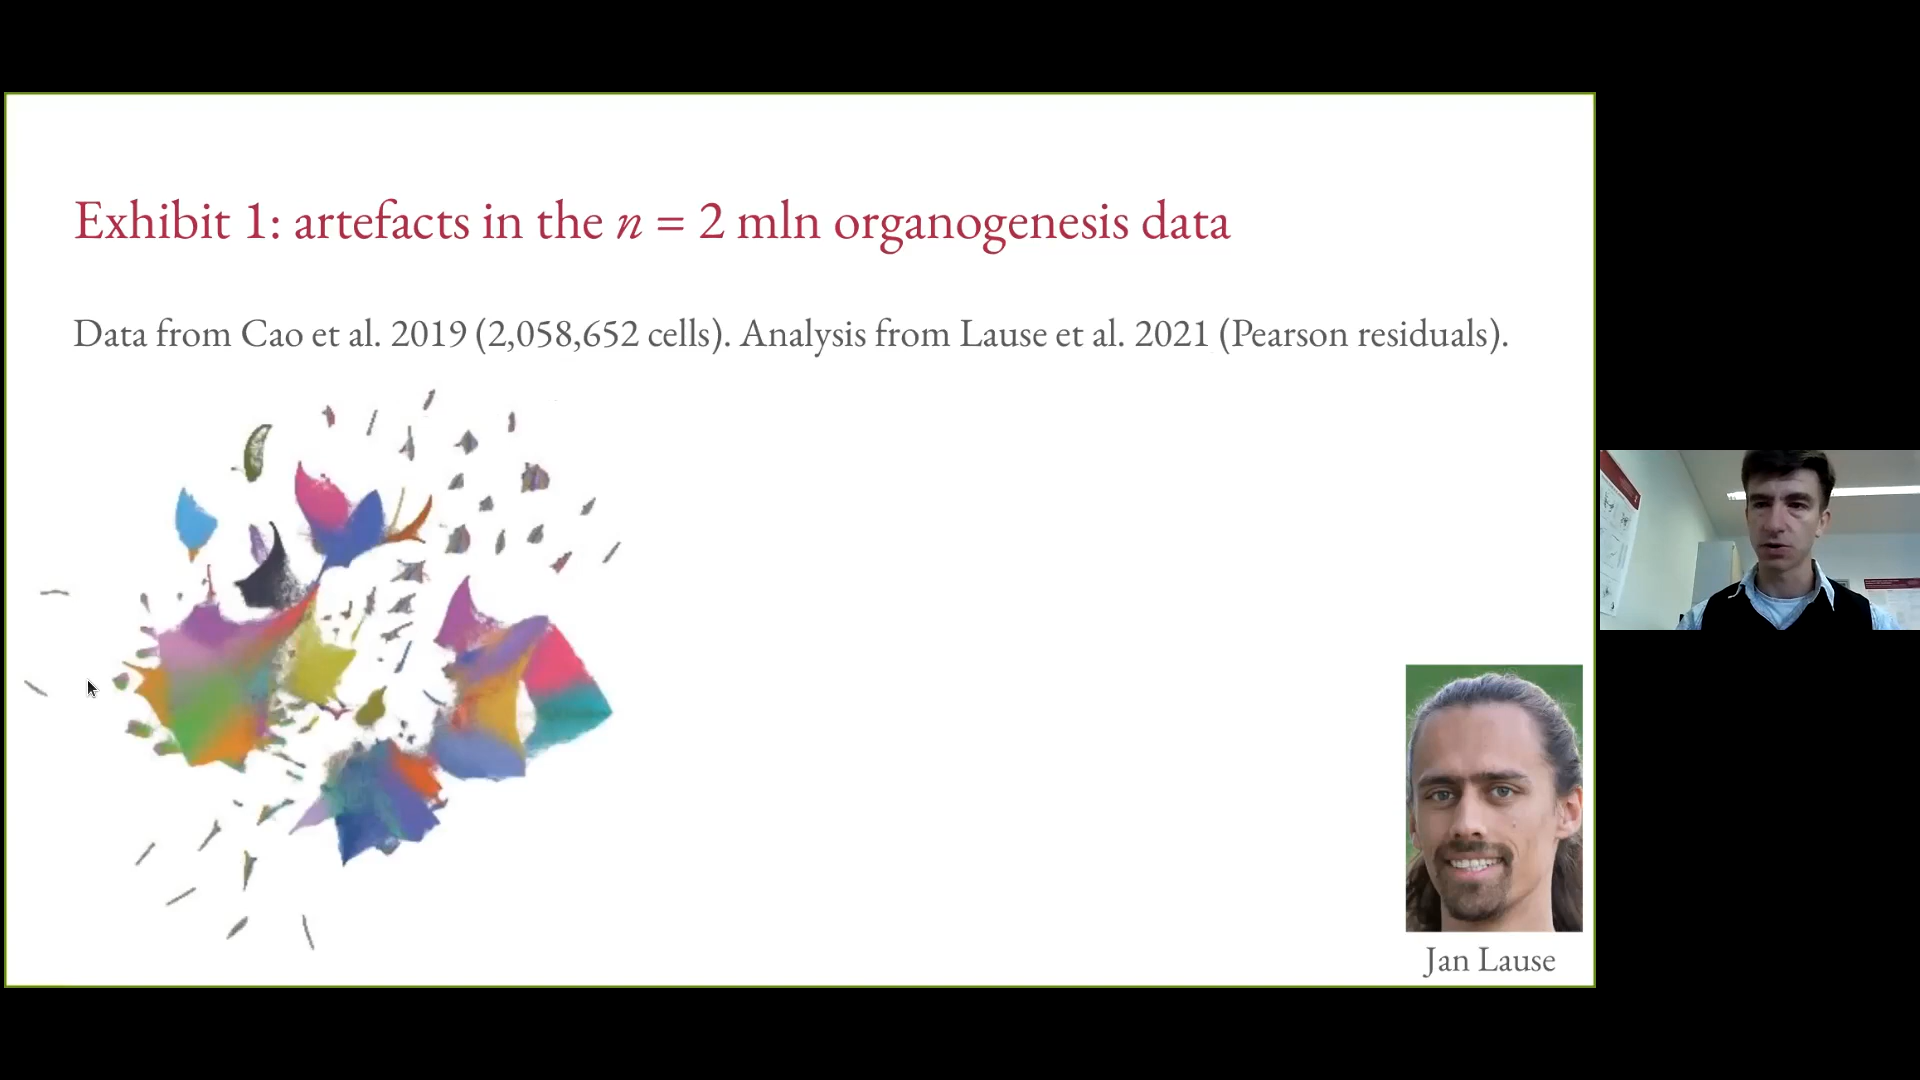 Exhibit 1: artefacts in the n = 2 mln organogenesis data
Data from Cao et al. 2019 (2,058,652 cells). Analysis from Lause et al. 2021 (Pearson residuals).
Jan Lause